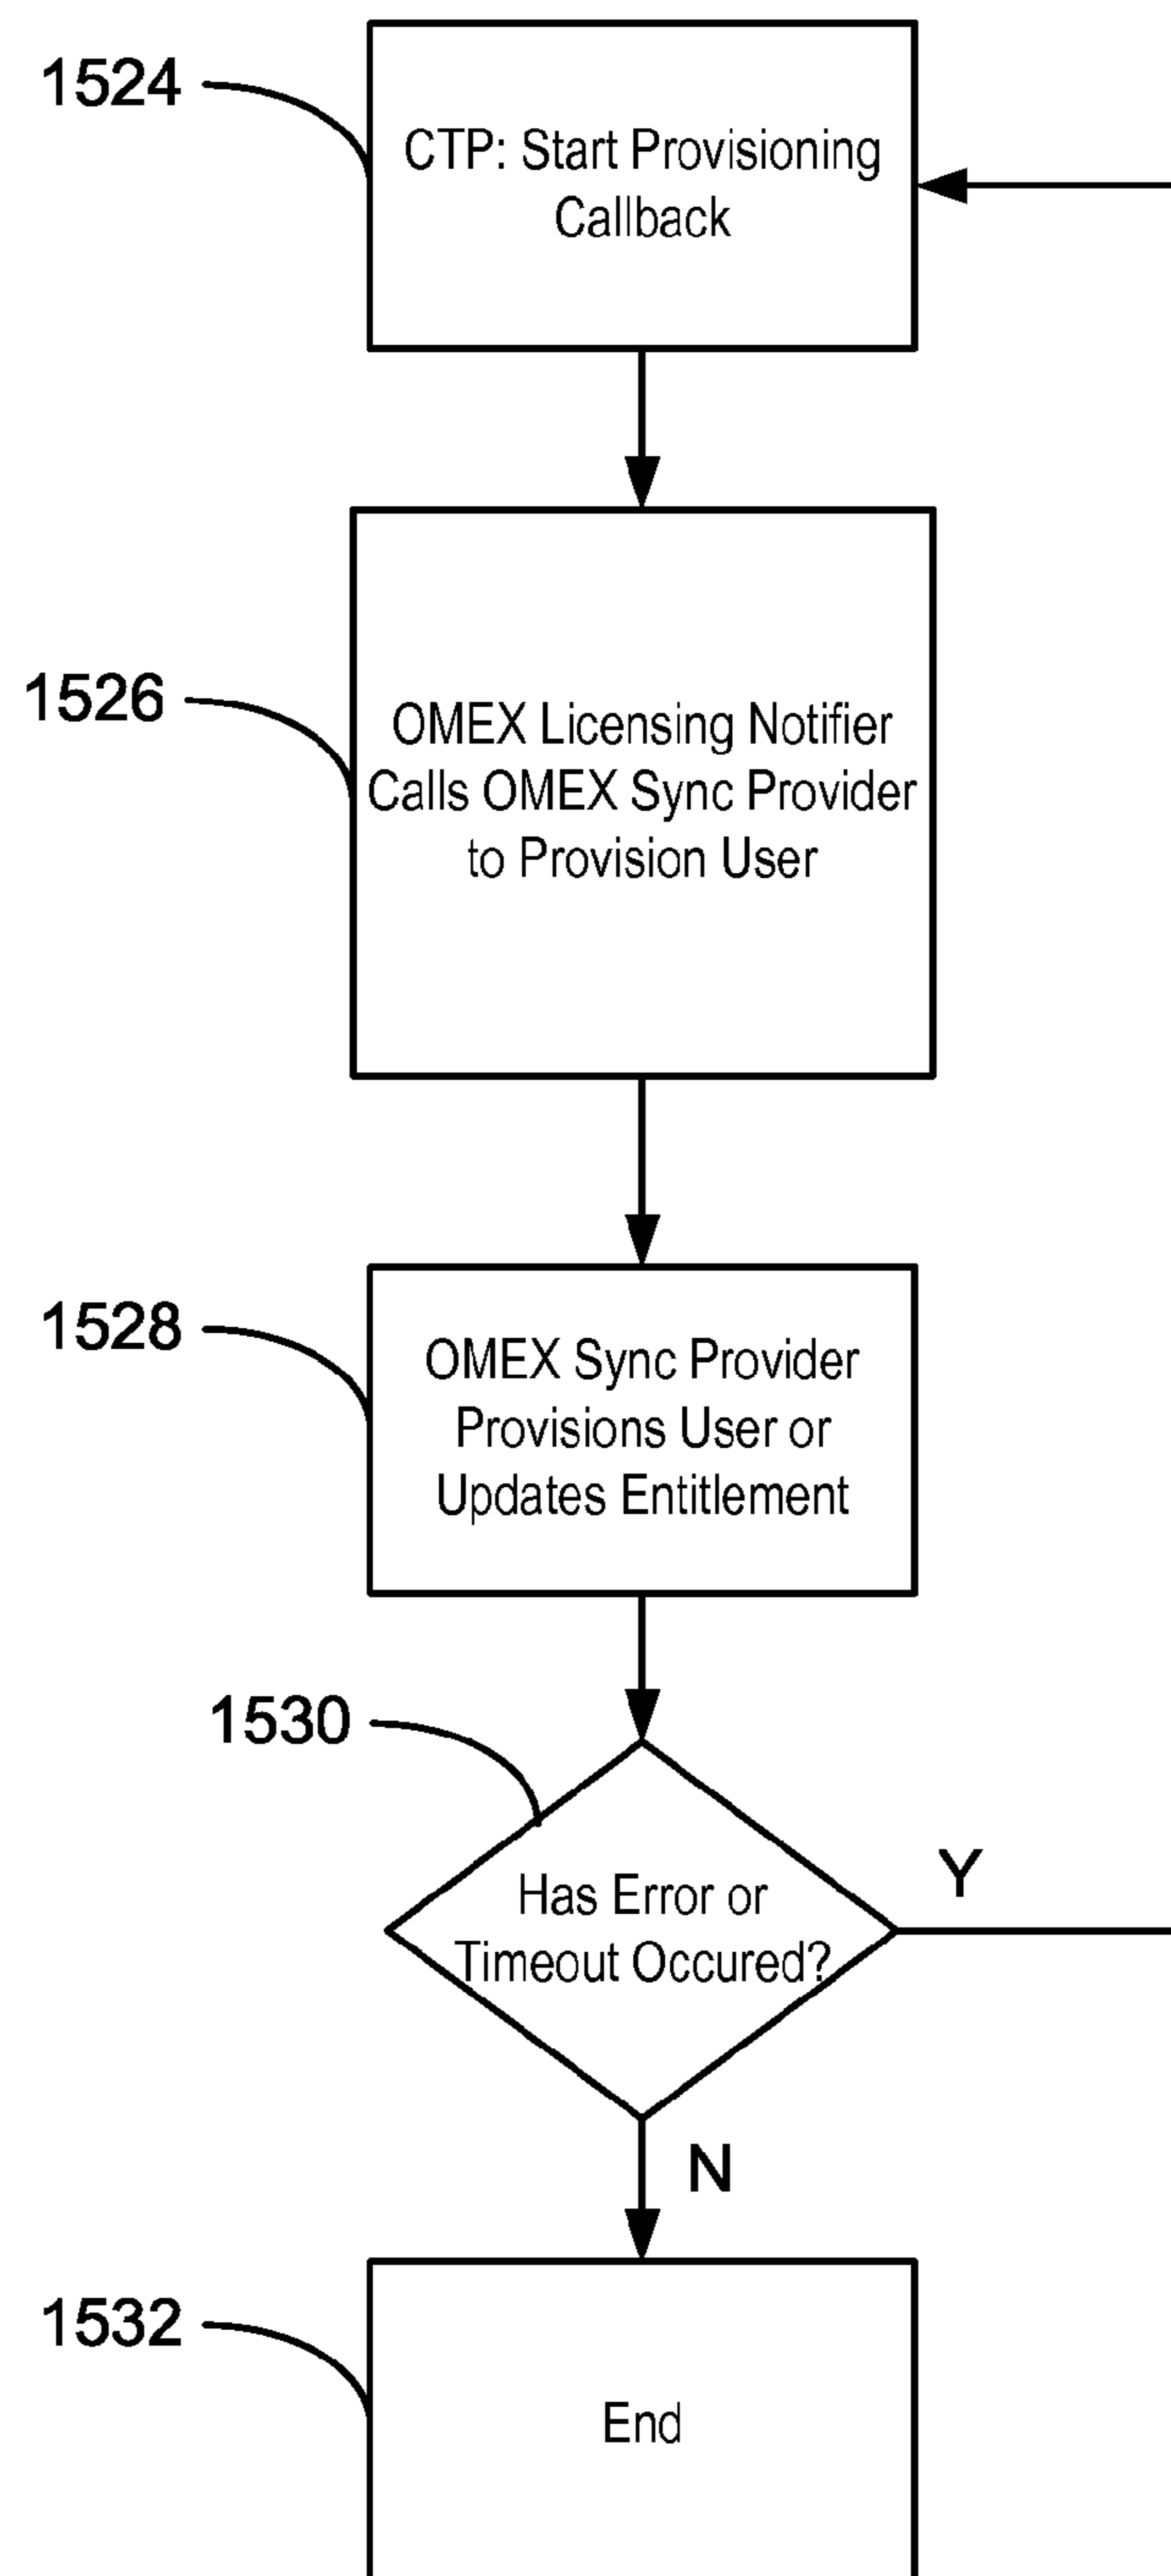 1524
CTP: Start Provisioning
Callback
1526
OMEX Licensing Notifier
Calls OMEX Sync Provider
to Provision User
1528
OMEX Sync Provider
Provisions User or
Updates Entitlement
1530
Has Error or
Timeout Occured?
Y
N
1532
End